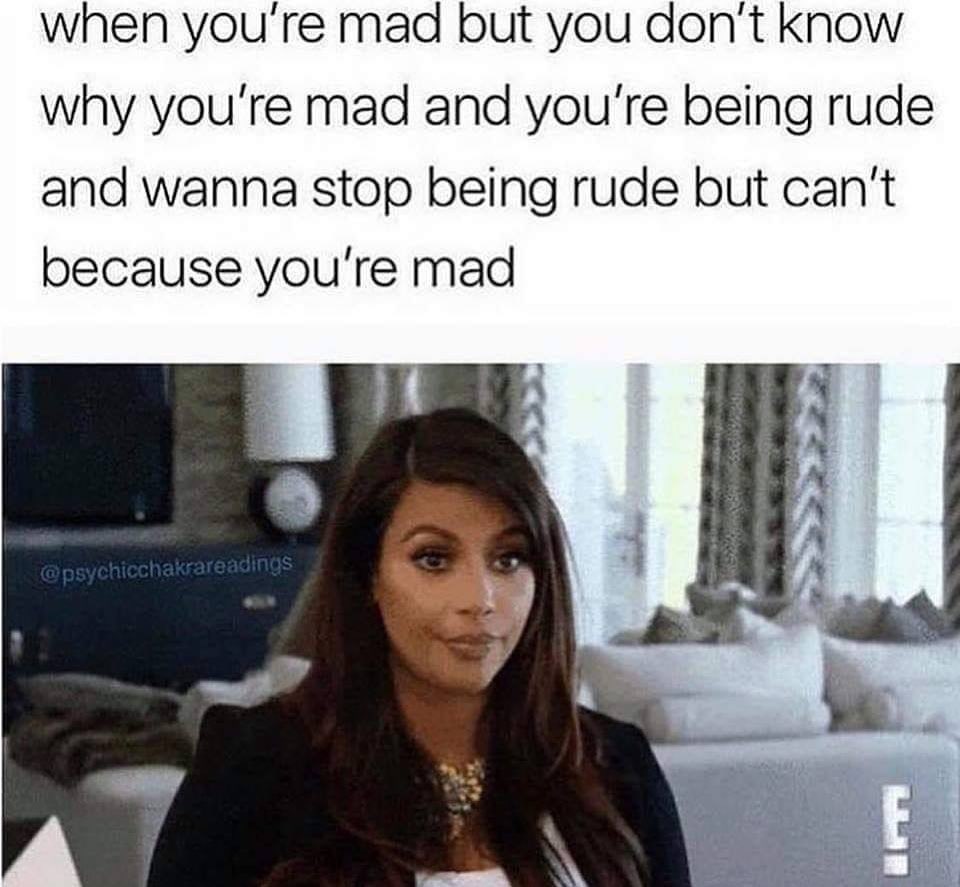 when you're mad but you don't know
why you're mad and you're being rude
and wanna stop being rude but can't
because you're mad
@psychicchakrareadings
E!